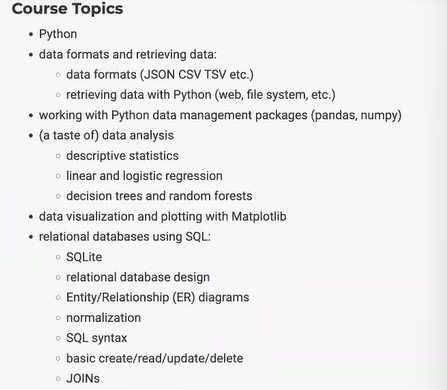 Course Topics
• Python
• data formats and retrieving data:
◦ data formats (JSON CSV TSV etc.)
◦ retrieving data with Python (web, file system, etc.)
• working with Python data management packages (pandas, numpy)
• (a taste of) data analysis
◦ descriptive statistics
◦ linear and logistic regression
◦ decision trees and random forests
• data visualization and plotting with Matplotlib
• relational databases using SQL:
◦ SQLite
◦ relational database design
◦ Entity/Relationship (ER) diagrams
◦ normalization
◦ SQL syntax
◦ basic create/read/update/delete
◦ JOINs